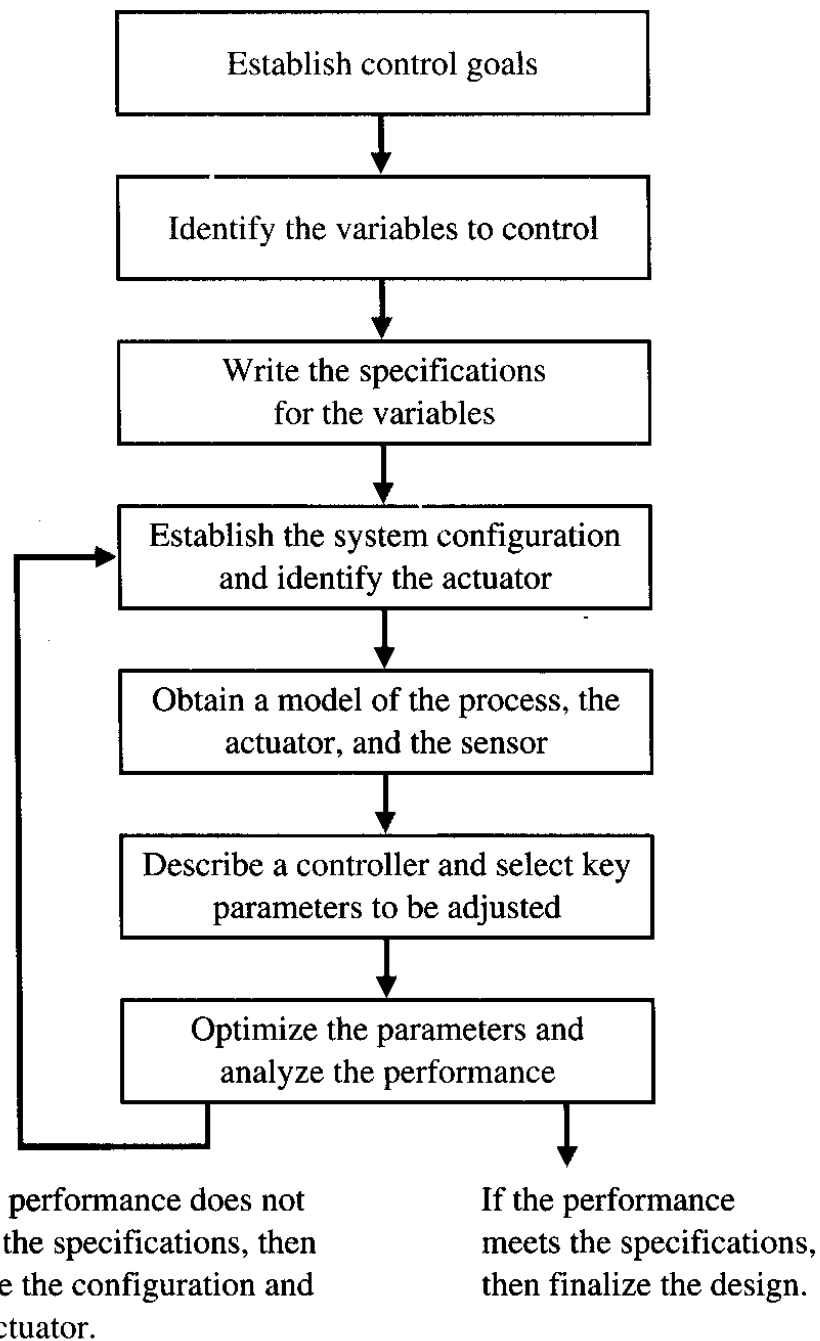 Establish control goals
Identify the variables to control
Write the specifications
for the variables
Establish the system configuration
and identify the actuator
Obtain a model of the process, the
actuator, and the sensor
Describe a controller and select key
parameters to be adjusted
Optimize the parameters and
analyze the performance
performance does not
the specifications, then
the configuration and
If the performance
meets the specifications,
then finalize the design.